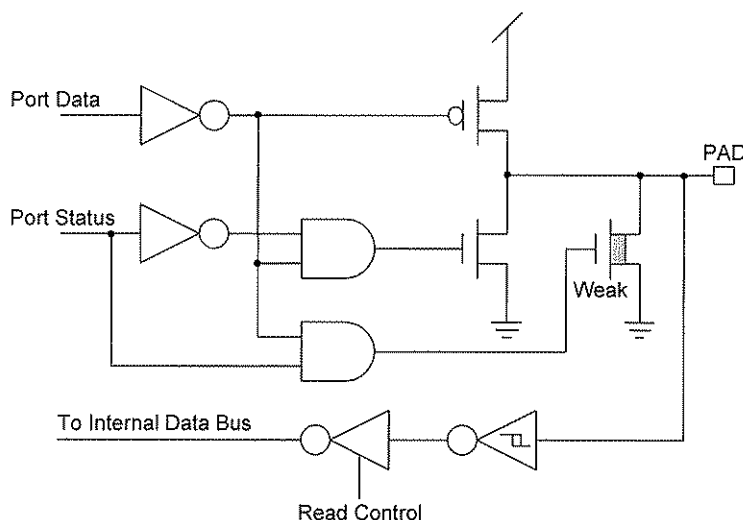 Port Data
PAD
Port Status
Weak
To Internal Data Bus
Read Control